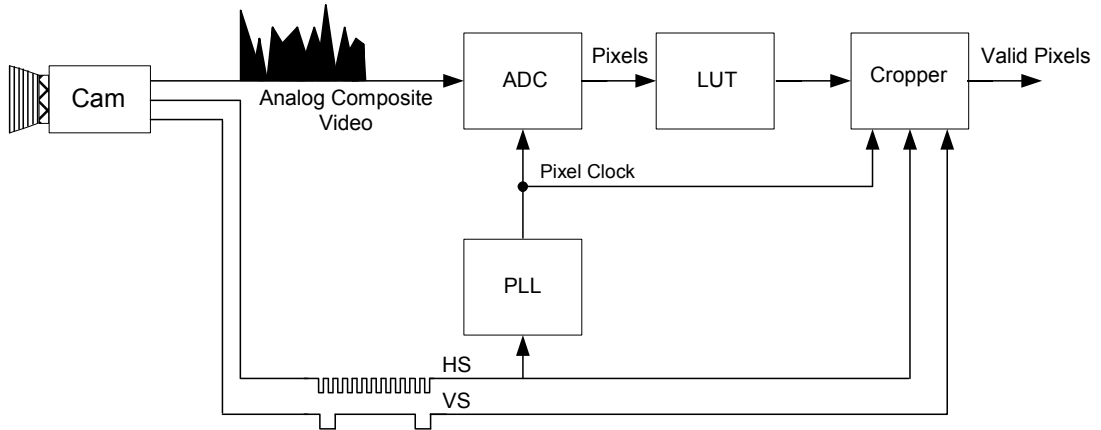 Cam
Analog Composite
Video
ADC
Pixels
LUT
Cropper
Valid Pixels
Pixel Clock
PLL
HS
VS